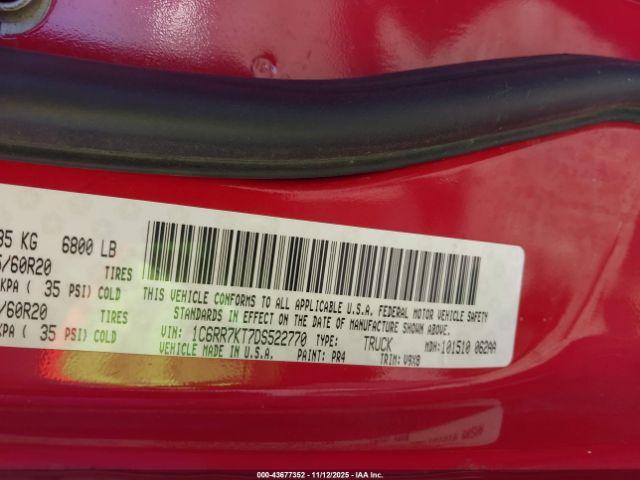 85 KG 6800 LB
/60R20 TIRES
KPA ( 35 PSI) COLD
/60R20 TIRES
KPA ( 35 PSI) COLD
THIS VEHICLE CONFORMS TO ALL APPLICABLE U.S.A. FEDERAL MOTOR VEHICLE SAFETY
STANDARDS IN EFFECT ON THE DATE OF MANUFACTURE SHOWN ABOVE.
VIN: 1C6RR7KT7DS522770 TYPE: TRUCK MDH: 101510 062AA
VEHICLE MADE IN U.S.A. PAINT: PR4 TRIM: V9X8
000-43677352 - 11/12/2025 - IAA Inc.